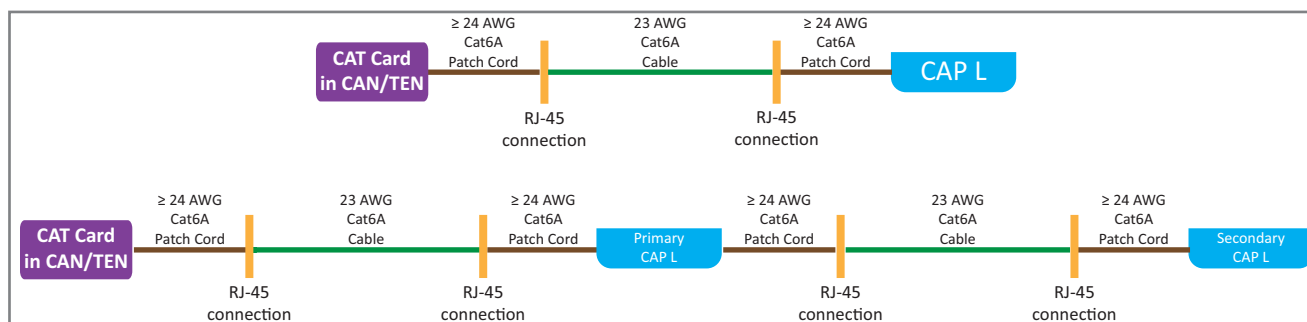 ≥ 24 AWG
Cat6A
Patch Cord
23 AWG
Cat6A
Cable
≥ 24 AWG
Cat6A
Patch Cord
CAT Card
in CAN/TEN
CAP L
RJ-45
connection
RJ-45
connection
≥ 24 AWG
Cat6A
Patch Cord
23 AWG
Cat6A
Cable
≥ 24 AWG
Cat6A
Patch Cord
≥ 24 AWG
Cat6A
Patch Cord
23 AWG
Cat6A
Cable
≥ 24 AWG
Cat6A
Patch Cord
CAT Card
in CAN/TEN
Primary
CAP L
Secondary
CAP L
RJ-45
connection
RJ-45
connection
RJ-45
connection
RJ-45
connection